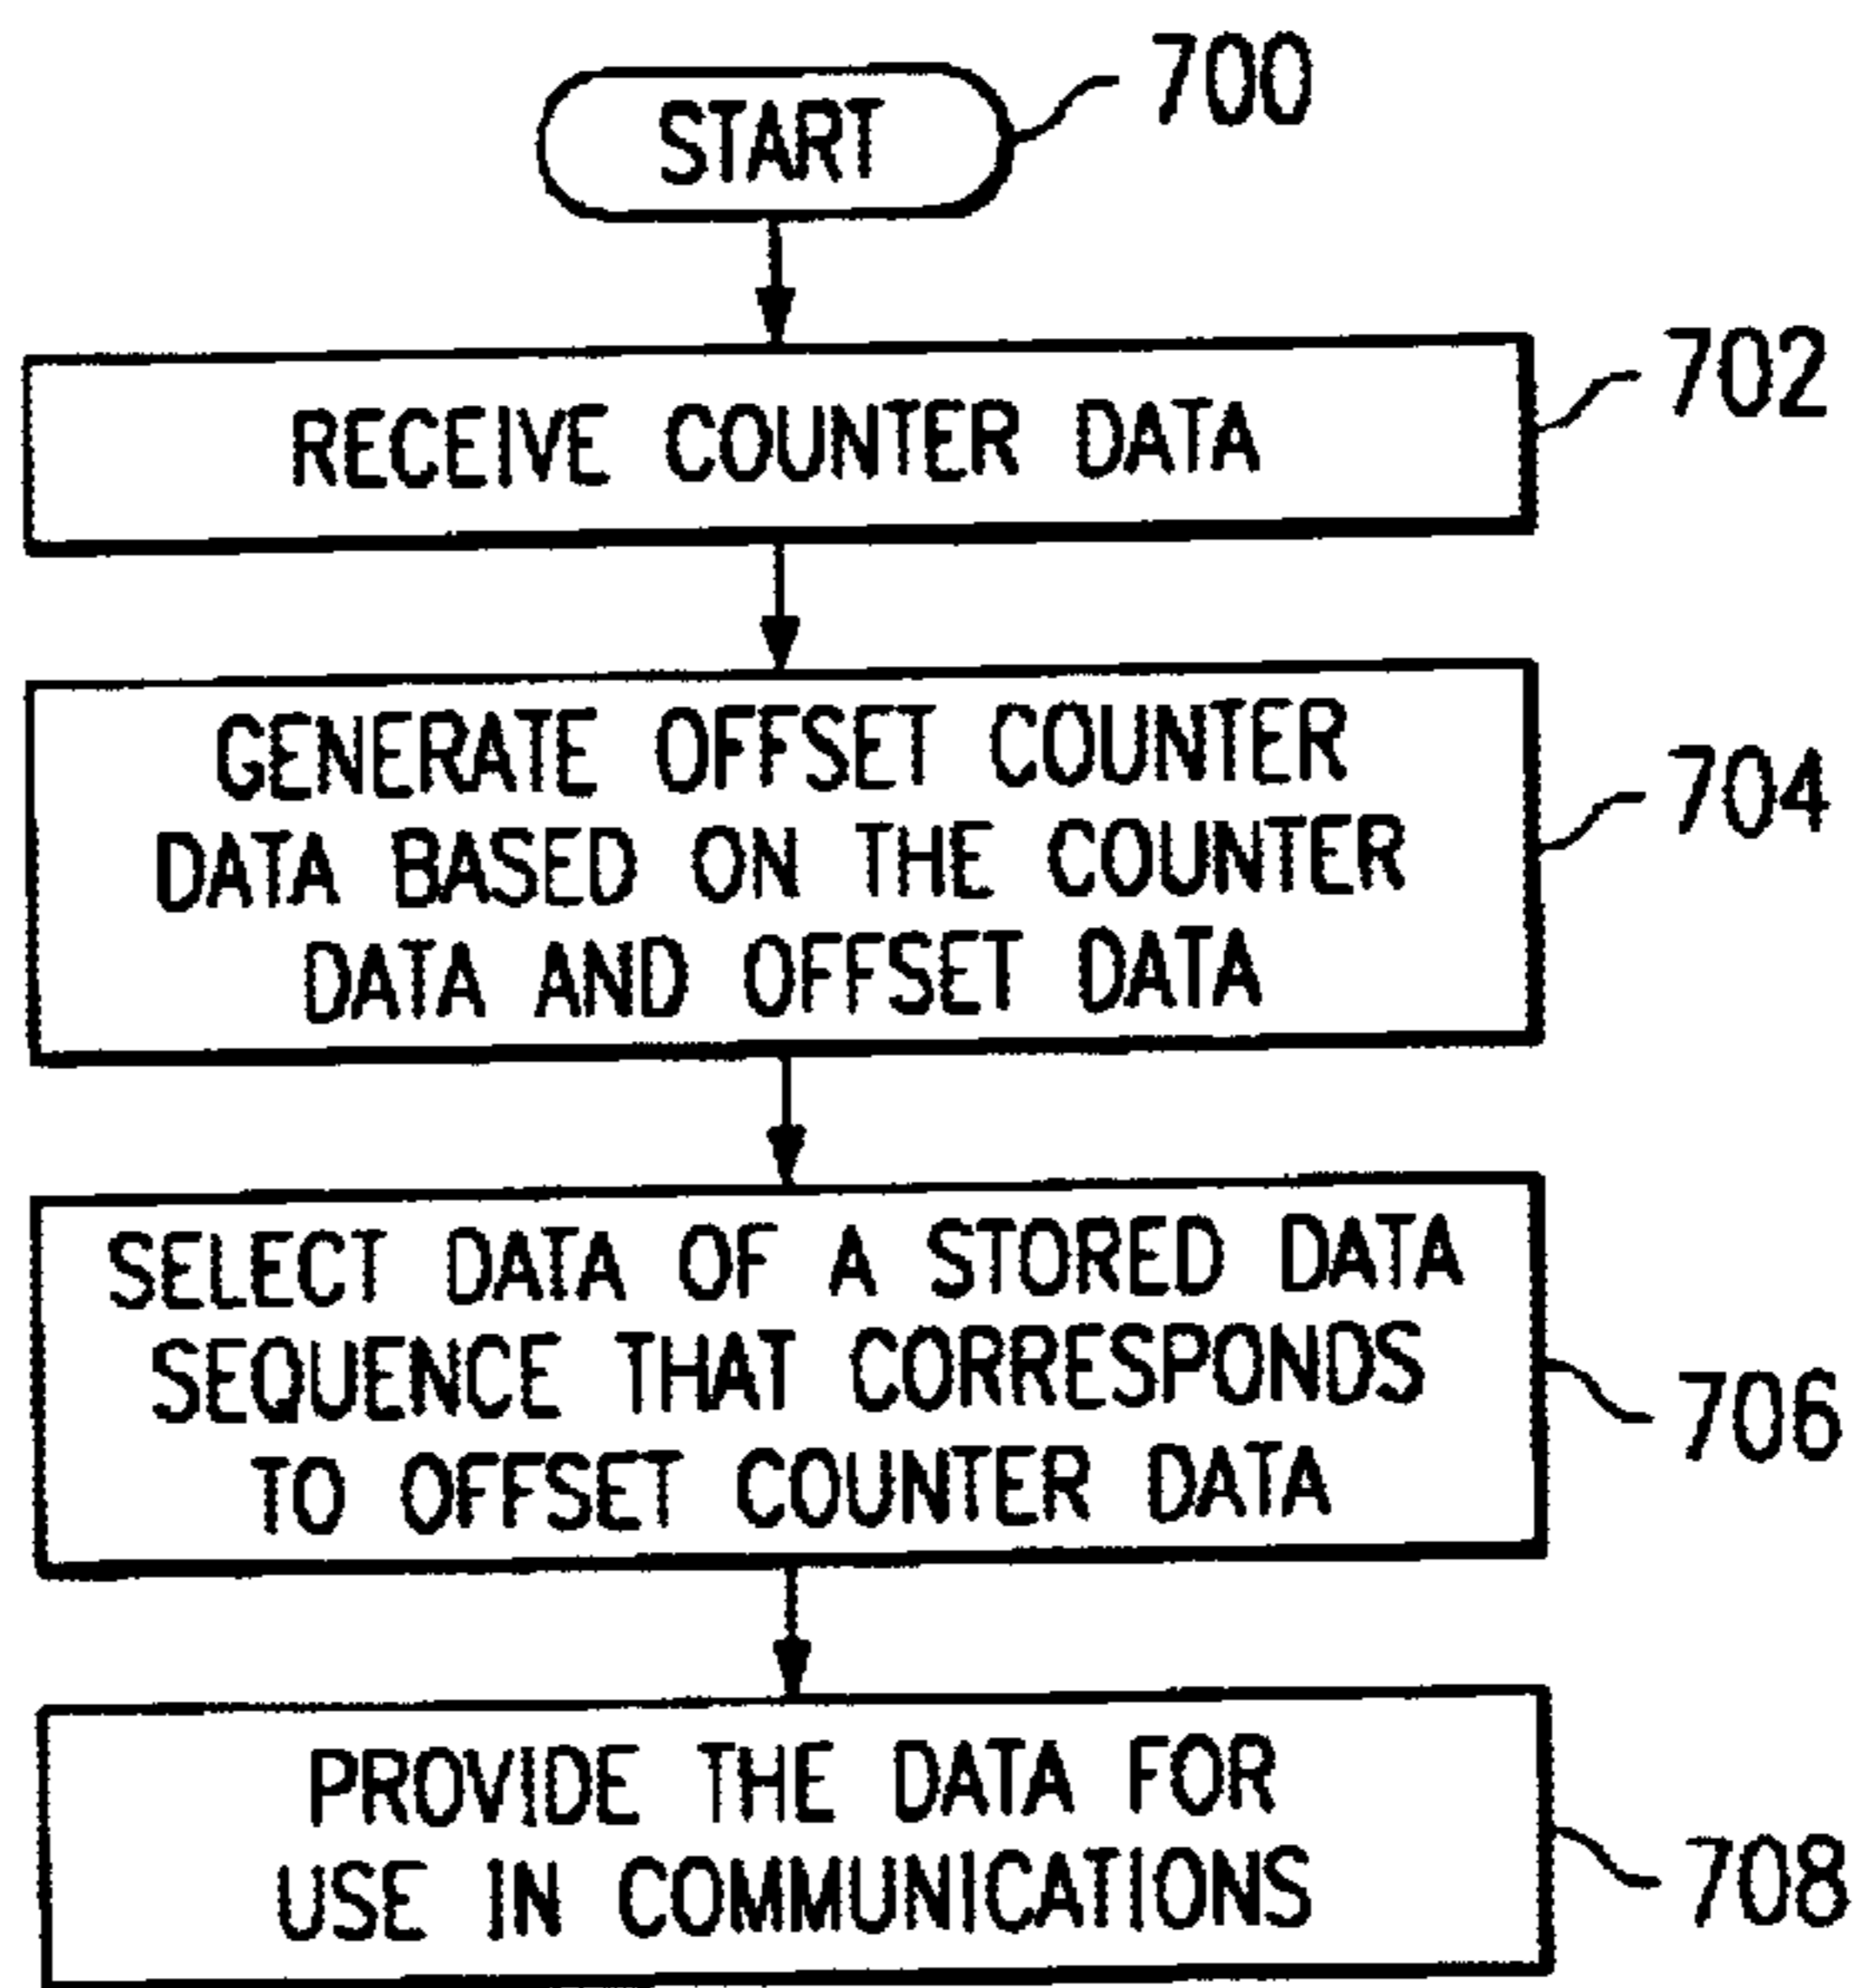 START
700
RECEIVE COUNTER DATA
702
GENERATE OFFSET COUNTER
DATA BASED ON THE COUNTER
DATA AND OFFSET DATA
704
SELECT DATA OF A STORED DATA
SEQUENCE THAT CORRESPONDS
TO OFFSET COUNTER DATA
706
PROVIDE THE DATA FOR
USE IN COMMUNICATIONS
708